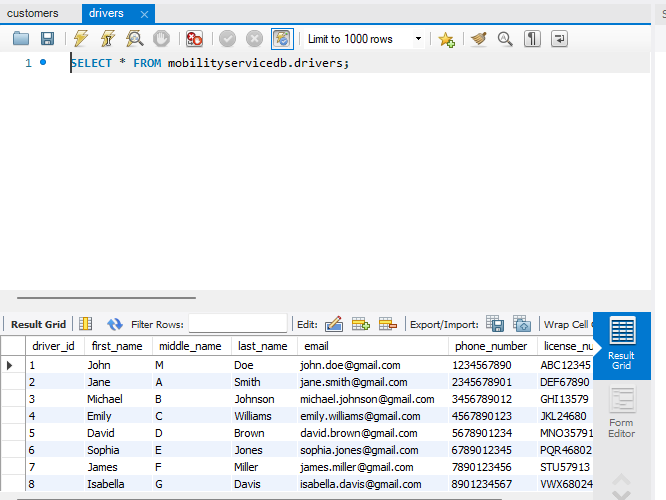 customers drivers
Limit to 1000 rows
1 SELECT * FROM mobilityservicedb.drivers;
Result Grid Filter Rows: Edit: Export/Import: Wrap Cell
driver_id first_name middle_name last_name email phone_number license_nu
1 John M Doe john.doe@gmail.com 1234567890 ABC12345
2 Jane A Smith jane.smith@gmail.com 2345678901 DEF67890
3 Michael B Johnson michael.johnson@gmail.com 3456789012 GHI13579
4 Emily C Williams emily.williams@gmail.com 4567890123 JKL24680
5 David D Brown david.brown@gmail.com 5678901234 MNO35791
6 Sophia E Jones sophia.jones@gmail.com 6789012345 PQR46802
7 James F Miller james.miller@gmail.com 7890123456 STU57913
8 Isabella G Davis isabella.davis@gmail.com 8901234567 VWX68024
Result
Grid
Form
Editor